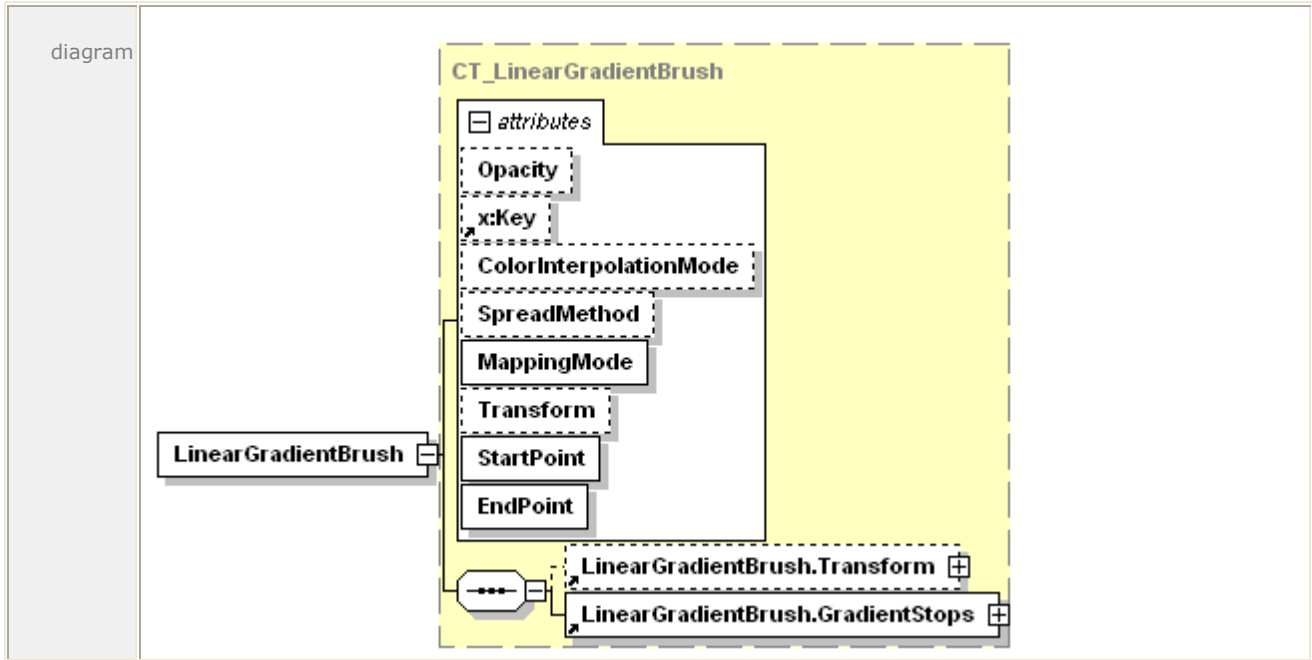 diagram
CT_LinearGradientBrush
attributes
Opacity
x:Key
ColorInterpolationMode
SpreadMethod
MappingMode
Transform
StartPoint
EndPoint
LinearGradientBrush
LinearGradientBrush.Transform
LinearGradientBrush.GradientStops